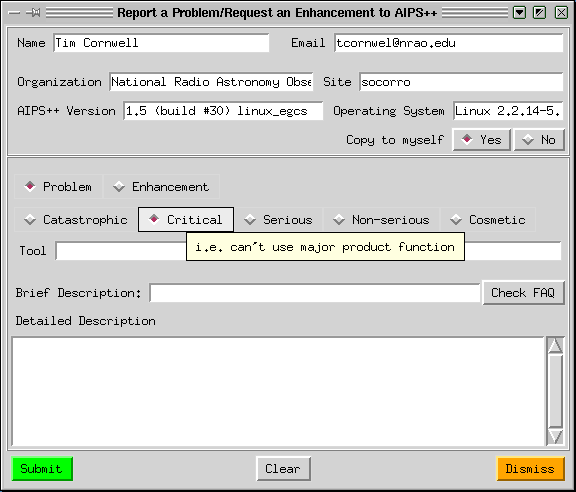 Report a Problem/Request an Enhancement to AIPS++
Name Tim Cornwell Email tcornwel@nrao.edu
Organization National Radio Astronomy Obse Site socorro
AIPS++ Version 1.5 (build #30) linux_egcs Operating System Linux 2.2.14-5.
Copy to myself Yes No
Problem Enhancement
Catastrophic Critical Serious Non-serious Cosmetic
Tool
i.e. can't use major product function
Brief Description: Check FAQ
Detailed Description
Submit Clear Dismiss